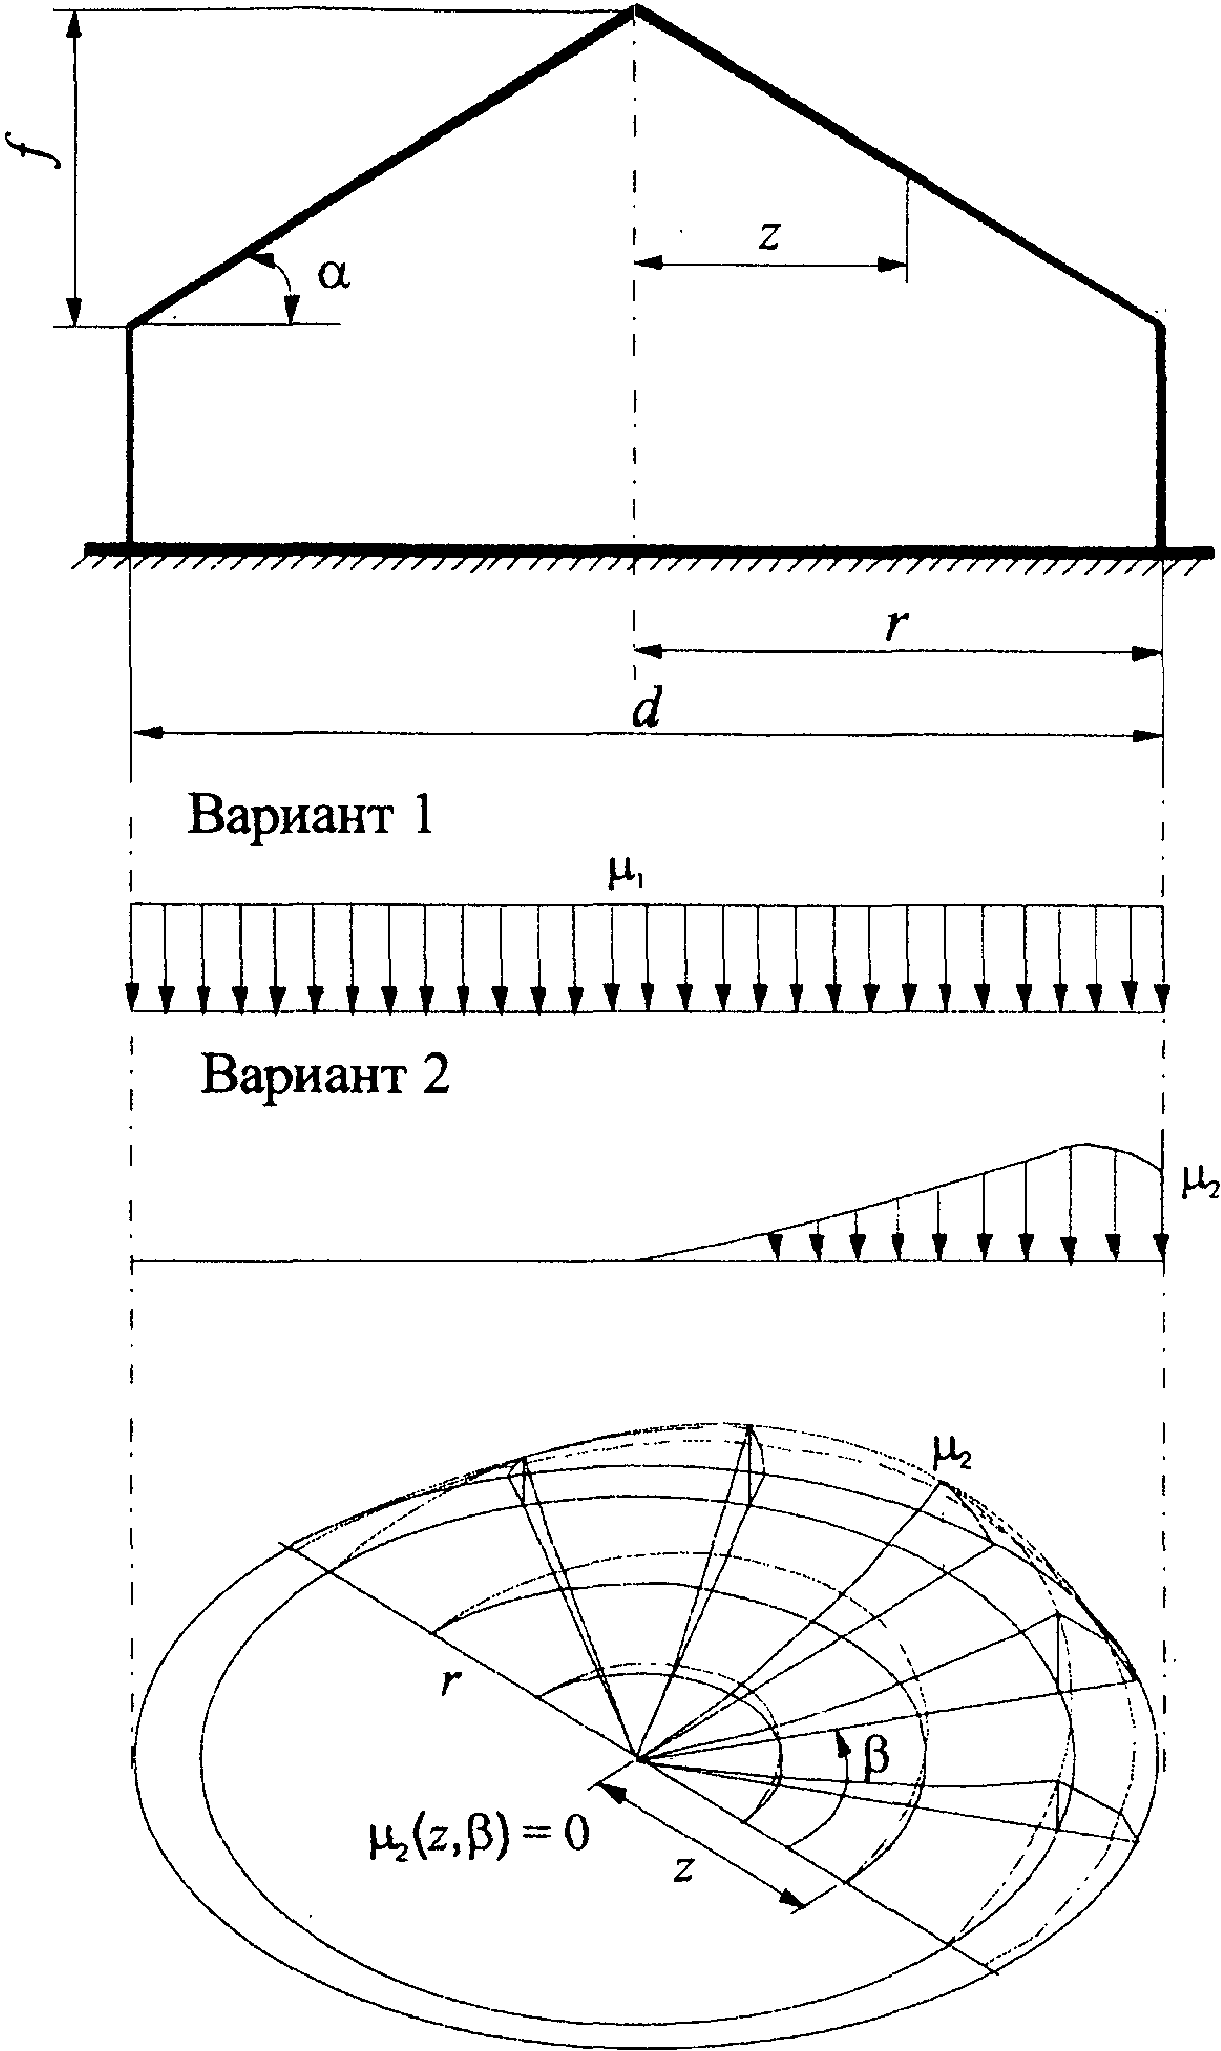 f
α
z
r
d
Вариант 1
μ₁
Вариант 2
μ₂
μ₂
r
β
μ₂(z,β) = 0
z